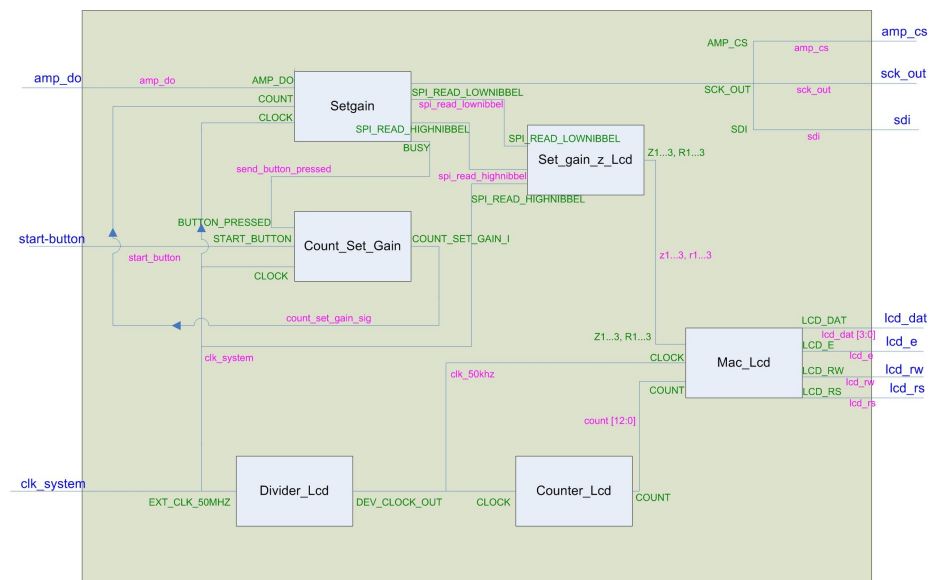 amp_cs
AMP_CS
amp_cs
amp_do
amp_do
AMP_DO
sck_out
SCK_OUT
sck_out
COUNT
Setgain
SPI_READ_LOWNIBBEL
spi_read_lownibbel
CLOCK
SPI_READ_HIGHNIBBEL
sdi
SDI
sdi
BUSY
SPI_READ_LOWNIBBEL
Z1...3, R1...3
Set_gain_z_Lcd
send_button_pressed
spi_read_highnibbel
SPI_READ_HIGHNIBBEL
BUTTON_PRESSED
start-button
START_BUTTON
COUNT_SET_GAIN_I
Count_Set_Gain
start_button
z1...3, r1...3
CLOCK
count_set_gain_sig
LCD_DAT
lcd_dat
lcd_dat [3:0]
Z1...3, R1...3
LCD_E
lcd_e
lcd_e
clk_system
CLOCK
Mac_Lcd
clk_50khz
LCD_RW
lcd_rw
lcd_rw
COUNT
LCD_RS
lcd_rs
lcd_rs
count [12:0]
clk_system
EXT_CLK_50MHZ
Divider_Lcd
DEV_CLOCK_OUT
CLOCK
Counter_Lcd
COUNT